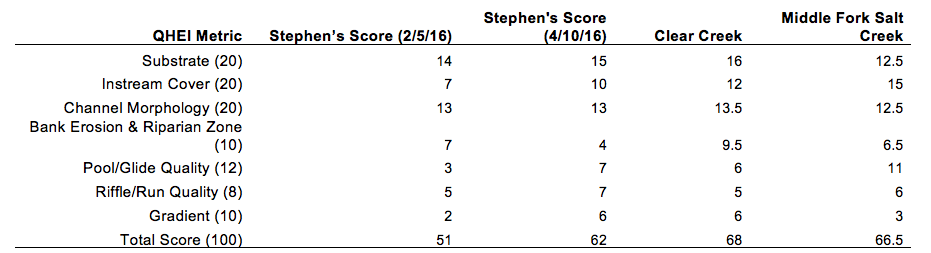 QHEI Metric Stephen's Score (2/5/16) Stephen's Score (4/10/16) Clear Creek Middle Fork Salt Creek
Substrate (20) 14 15 16 12.5
Instream Cover (20) 7 10 12 15
Channel Morphology (20) 13 13 13.5 12.5
Bank Erosion & Riparian Zone
(10) 7 4 9.5 6.5
Pool/Glide Quality (12) 3 7 6 11
Riffle/Run Quality (8) 5 7 5 6
Gradient (10) 2 6 6 3
Total Score (100) 51 62 68 66.5